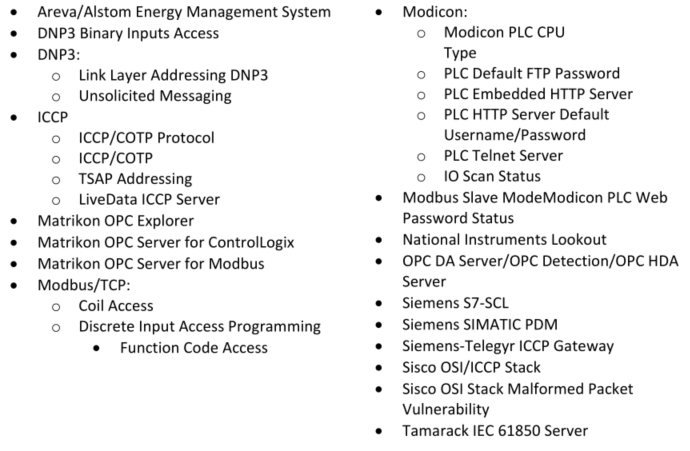 • Areva/Alstom Energy Management System
• DNP3 Binary Inputs Access
• DNP3:
o Link Layer Addressing DNP3
o Unsolicited Messaging
• ICCP
o ICCP/COTP Protocol
o ICCP/COTP
o TSAP Addressing
o LiveData ICCP Server
• Matrikon OPC Explorer
• Matrikon OPC Server for ControlLogix
• Matrikon OPC Server for Modbus
• Modbus/TCP:
o Coil Access
o Discrete Input Access Programming
• Function Code Access
• Modicon:
o Modicon PLC CPU
Type
o PLC Default FTP Password
o PLC Embedded HTTP Server
o PLC HTTP Server Default
Username/Password
o PLC Telnet Server
o IO Scan Status
• Modbus Slave ModeModicon PLC Web
Password Status
• National Instruments Lookout
• OPC DA Server/OPC Detection/OPC HDA
Server
• Siemens S7-SCL
• Siemens SIMATIC PDM
• Siemens-Telegyr ICCP Gateway
• Sisco OSI/ICCP Stack
• Sisco OSI Stack Malformed Packet
Vulnerability
• Tamarack IEC 61850 Server